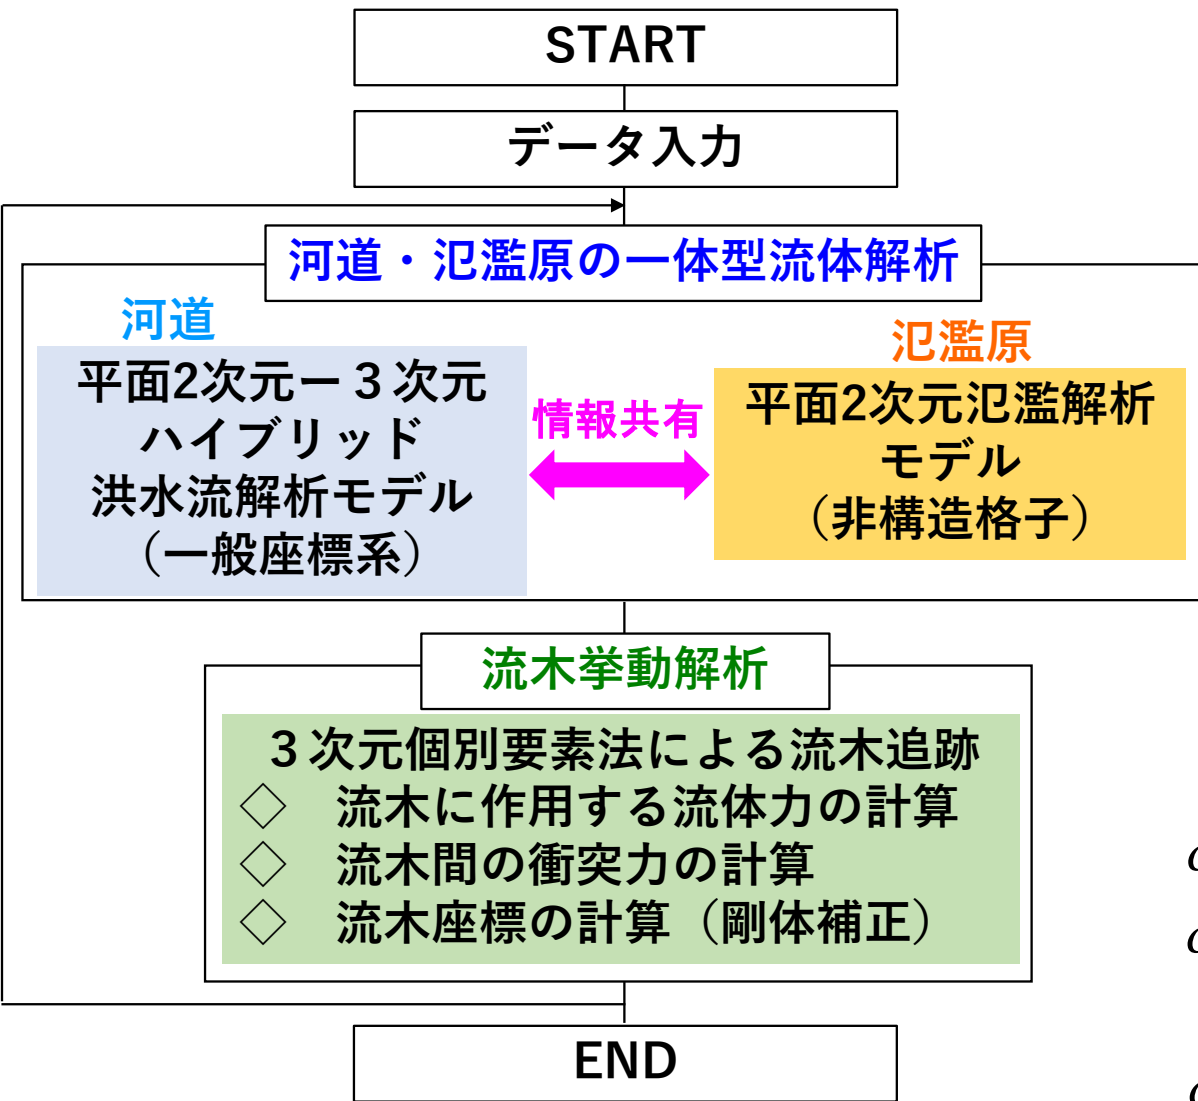 START
データ入力
河道・氾濫原の一体型流体解析
河道
平面2次元ー３次元
ハイブリッド
洪水流解析モデル
（一般座標系）
情報共有
氾濫原
平面2次元氾濫解析
モデル
（非構造格子）
流木挙動解析
３次元個別要素法による流木追跡
◇　流木に作用する流体力の計算
◇　流木間の衝突力の計算
◇　流木座標の計算（剛体補正）
END